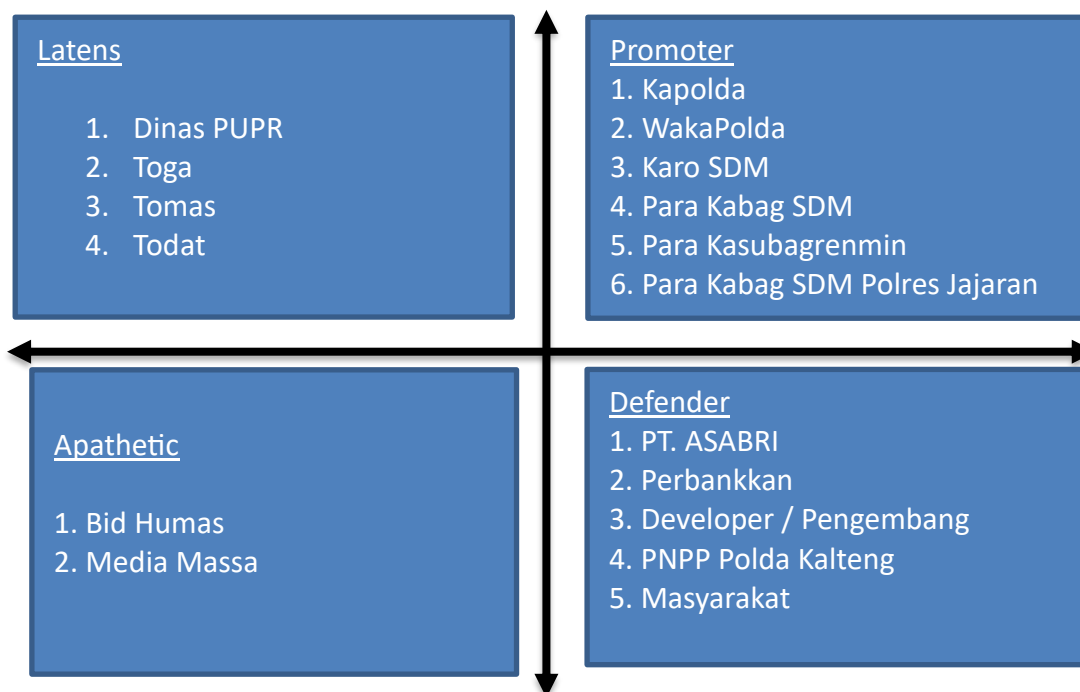 Latens
1. Dinas PUPR
2. Toga
3. Tomas
4. Todat
Promoter
1. Kapolda
2. WakaPolda
3. Karo SDM
4. Para Kabag SDM
5. Para Kasubagrenmin
6. Para Kabag SDM Polres Jajaran
Apathetic
1. Bid Humas
2. Media Massa
Defender
1. PT. ASABRI
2. Perbankkan
3. Developer / Pengembang
4. PNPP Polda Kalteng
5. Masyarakat